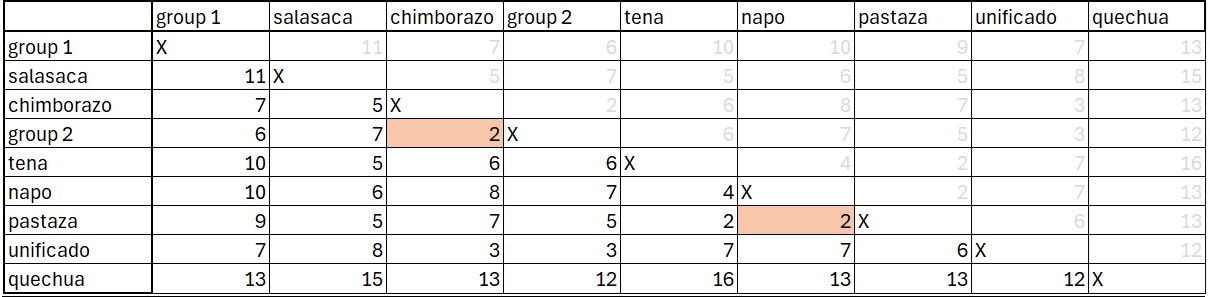 group 1 salasaca chimborazo group 2 tena napo pastaza unificado quechua
group 1 X 11 7 6 10 10 9 7 13
salasaca 11 X 5 7 5 6 5 8 15
chimborazo 7 5 X 2 6 8 7 3 13
group 2 6 7 2 X 6 7 5 3 12
tena 10 5 6 6 X 4 2 7 16
napo 10 6 8 7 4 X 2 7 13
pastaza 9 5 7 5 2 2 X 6 13
unificado 7 8 3 3 7 7 6 X 12
quechua 13 15 13 12 16 13 13 12 X